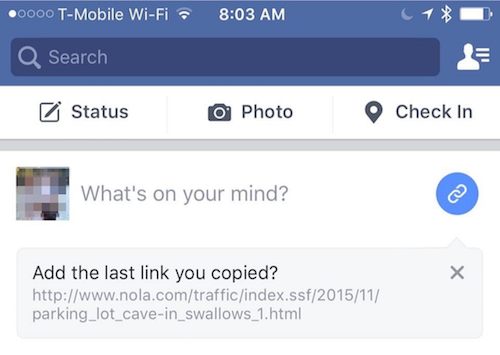 T-Mobile Wi-Fi 8:03 AM
Search
Status Photo Check In
What's on your mind?
Add the last link you copied?
http://www.nola.com/traffic/index.ssf/2015/11/
parking_lot_cave-in_swallows_1.html